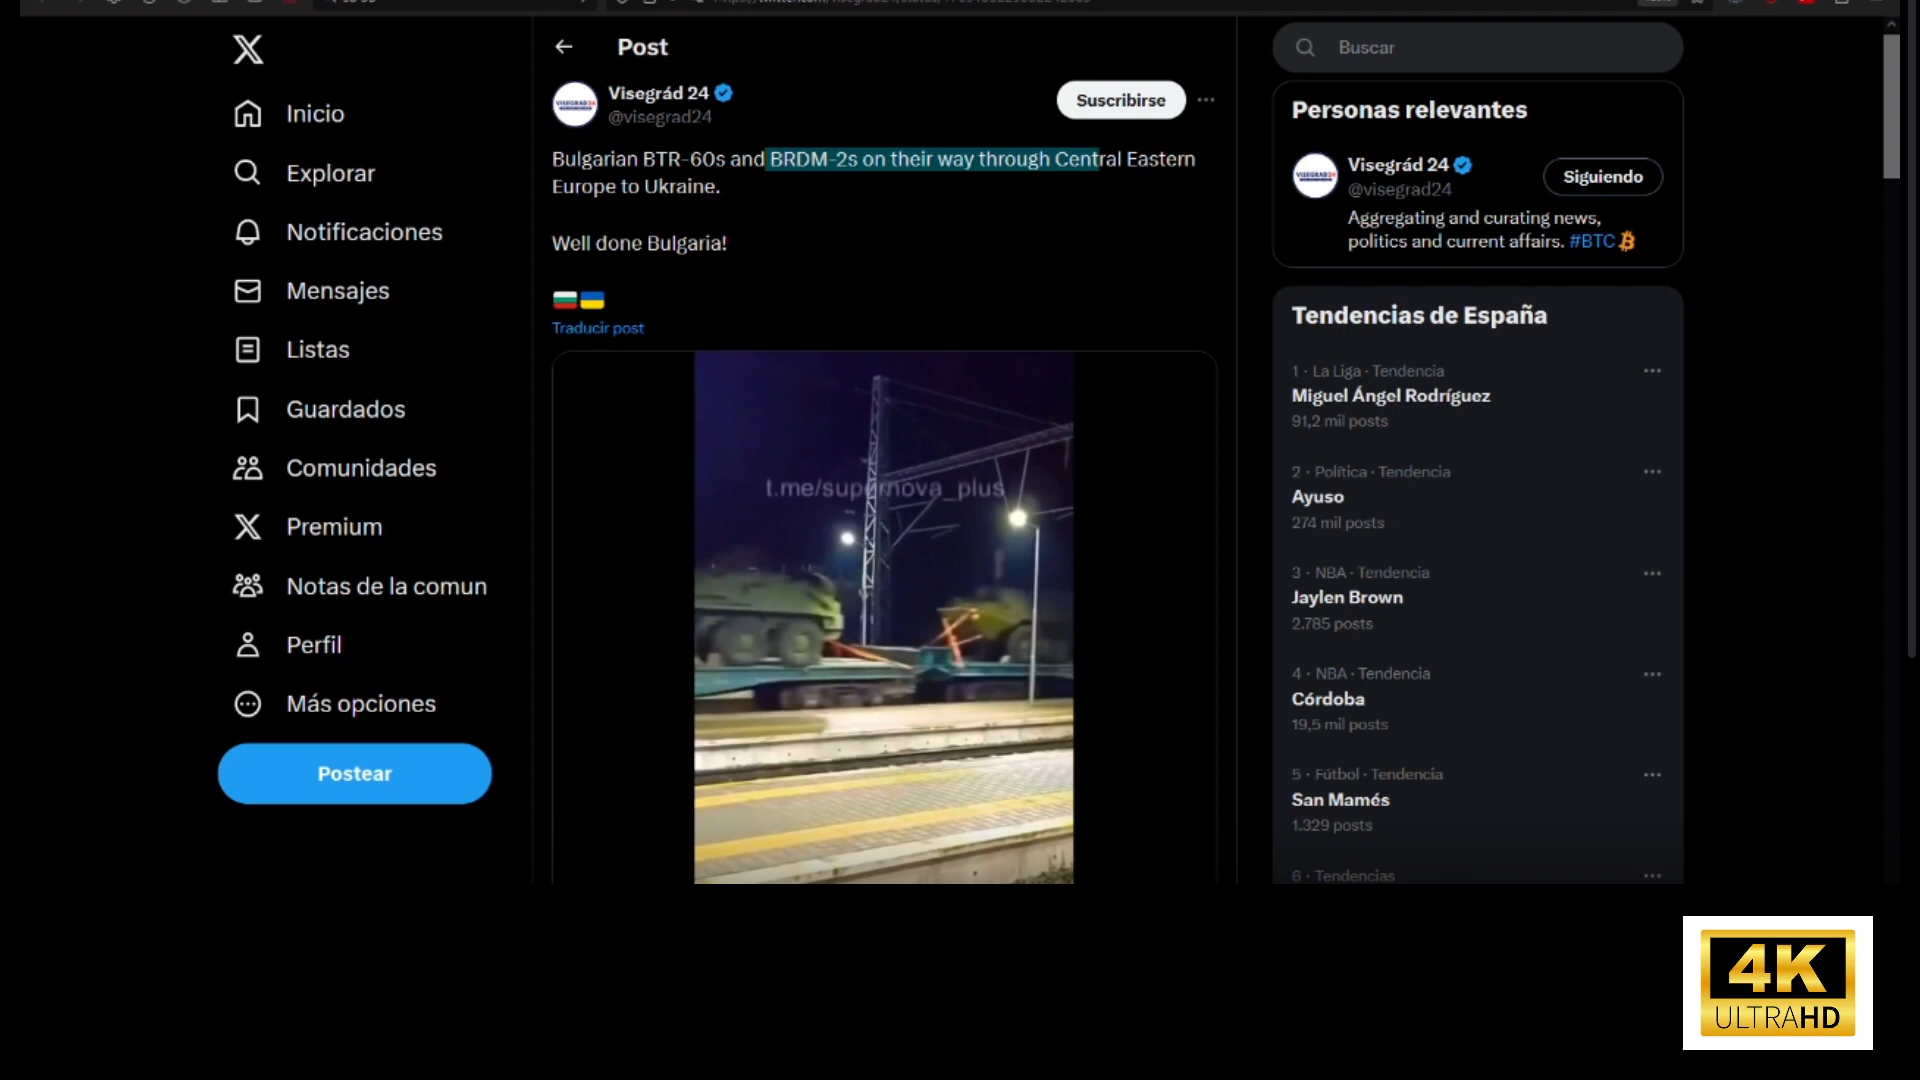 Inicio
Explorar
Notificaciones
Mensajes
Listas
Guardados
Comunidades
Premium
Notas de la comun
Perfil
Más opciones
Postear
Post
Visegrád 24
@visegrad24
Suscribirse
Bulgarian BTR-60s and BRDM-2s on their way through Central Eastern
Europe to Ukraine.
Well done Bulgaria!
Traducir post
t.me/supernova_plus
Buscar
Personas relevantes
Visegrád 24
@visegrad24
Siguiendo
Aggregating and curating news,
politics and current affairs. #BTC
Tendencias de España
1 · La Liga · Tendencia
Miguel Ángel Rodríguez
91,2 mil posts
2 · Política · Tendencia
Ayuso
274 mil posts
3 · NBA · Tendencia
Jaylen Brown
2.785 posts
4 · NBA · Tendencia
Córdoba
19,5 mil posts
5 · Fútbol · Tendencia
San Mamés
1.329 posts
6 · Tendencias
4K
ULTRAHD